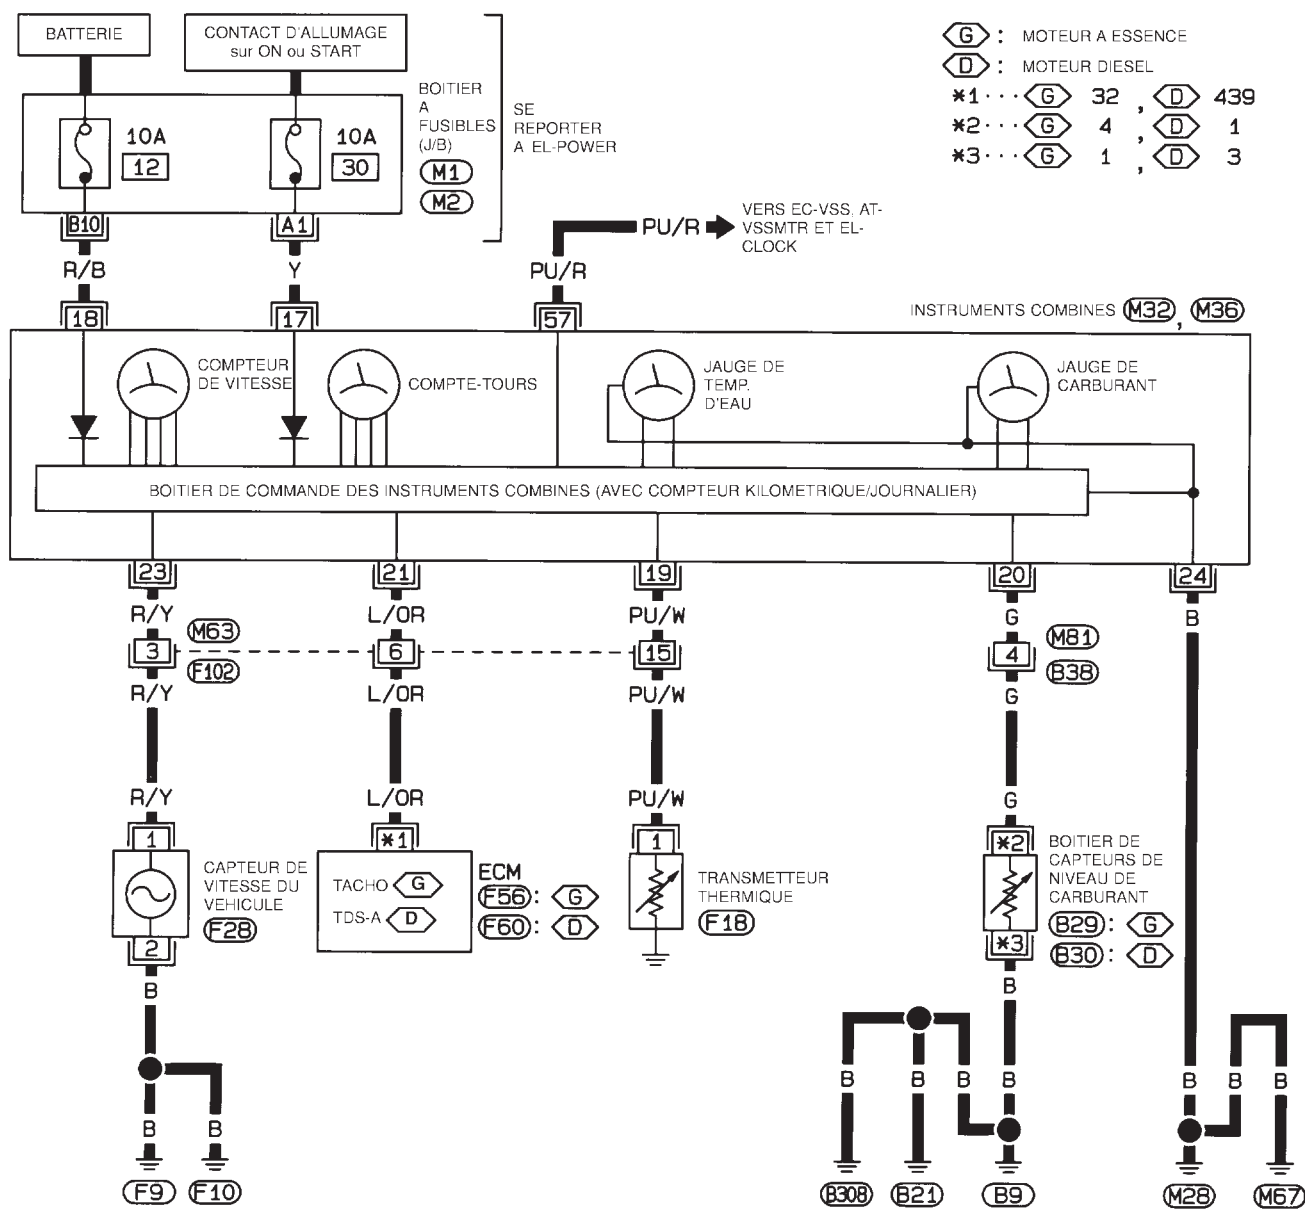 BATTERIE
CONTACT D'ALLUMAGE
sur ON ou START
G : MOTEUR A ESSENCE
D : MOTEUR DIESEL
*1 ··· G 32 , D 439
*2 ··· G 4 , D 1
*3 ··· G 1 , D 3
10A
12
10A
30
BOITIER
A
FUSIBLES
(J/B)
M1
M2
SE
REPORTER
A EL-POWER
B10
A1
R/B
Y
PU/R
PU/R
VERS EC-VSS, AT-
VSSMTR ET EL-
CLOCK
18
17
57
INSTRUMENTS COMBINES M32 , M36
COMPTEUR
DE VITESSE
COMPTE-TOURS
JAUGE DE
TEMP.
D'EAU
JAUGE DE
CARBURANT
BOITIER DE COMMANDE DES INSTRUMENTS COMBINES (AVEC COMPTEUR KILOMETRIQUE/JOURNALIER)
23
21
19
20
24
R/Y
L/OR
PU/W
G
B
M63
3
6
15
F102
M81
4
B38
R/Y
L/OR
PU/W
G
R/Y
L/OR
PU/W
G
1
*1
1
*2
CAPTEUR DE
VITESSE DU
VEHICULE
F28
TACHO G
TDS-A D
ECM
F56 : G
F60 : D
TRANSMETTEUR
THERMIQUE
F18
BOITIER DE
CAPTEURS DE
NIVEAU DE
CARBURANT
B29 : G
B30 : D
2
*3
B
B
B
B
B
B
B
B
B
B
B
F9
F10
B308
B21
B9
M28
M67